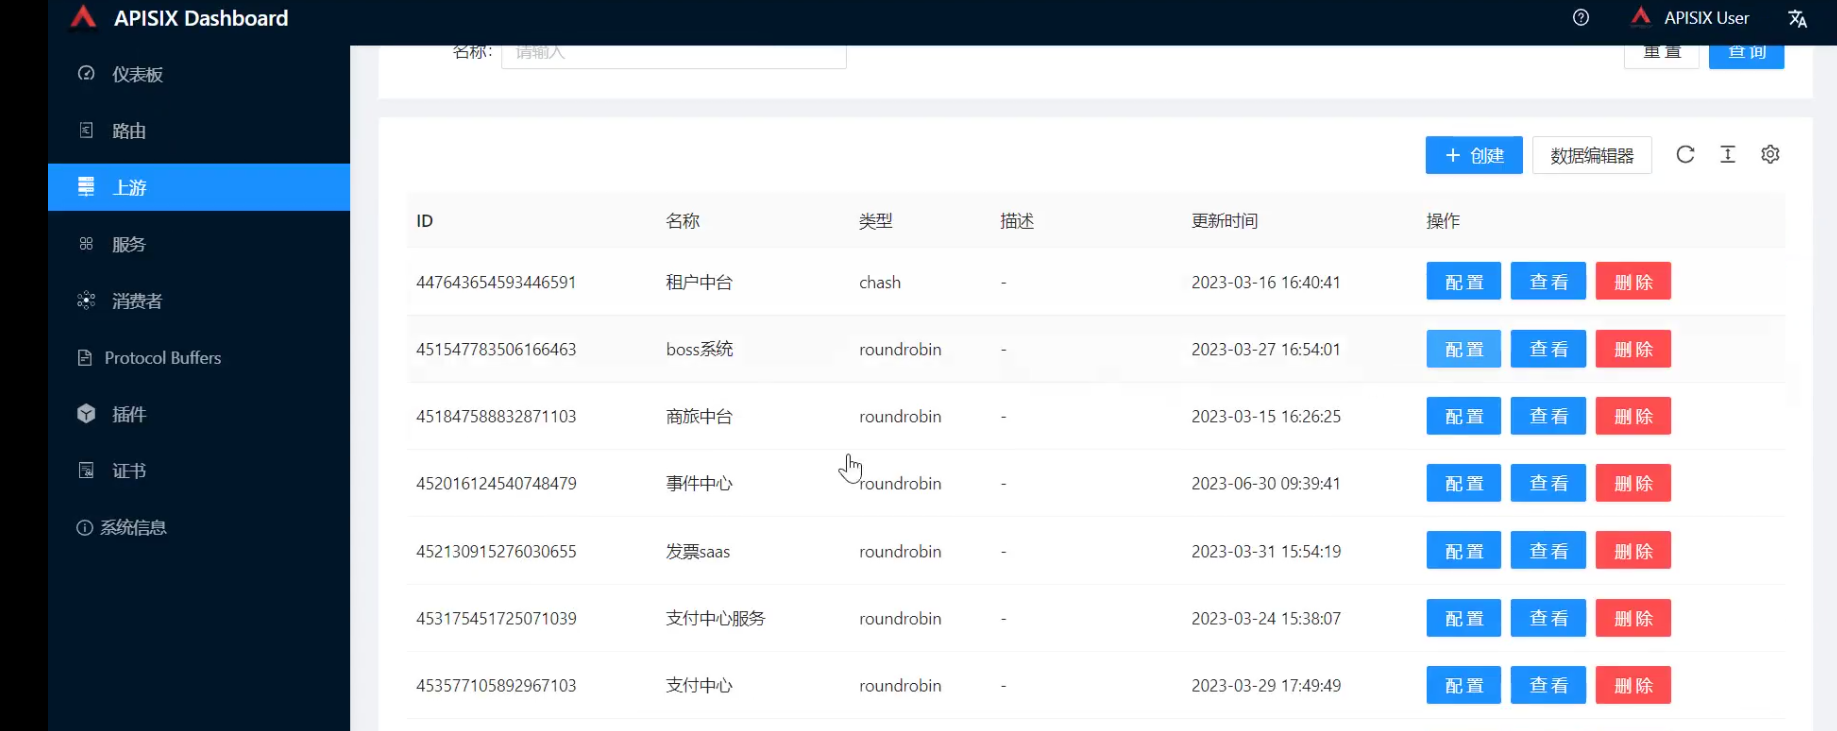 APISIX Dashboard
APISIX User
仪表板
路由
上游
服务
消费者
Protocol Buffers
插件
证书
系统信息
名称: 请输入 重 置 查 询
创建 数据编辑器
ID 名称 类型 描述 更新时间 操作
447643654593446591 租户中台 chash - 2023-03-16 16:40:41 配 置 查 看 删 除
451547783506166463 boss系统 roundrobin - 2023-03-27 16:54:01 配 置 查 看 删 除
451847588832871103 商旅中台 roundrobin - 2023-03-15 16:26:25 配 置 查 看 删 除
452016124540748479 事件中心 roundrobin - 2023-06-30 09:39:41 配 置 查 看 删 除
452130915276030655 发票saas roundrobin - 2023-03-31 15:54:19 配 置 查 看 删 除
453175451725071039 支付中心服务 roundrobin - 2023-03-24 15:38:07 配 置 查 看 删 除
453577105892967103 支付中心 roundrobin - 2023-03-29 17:49:49 配 置 查 看 删 除